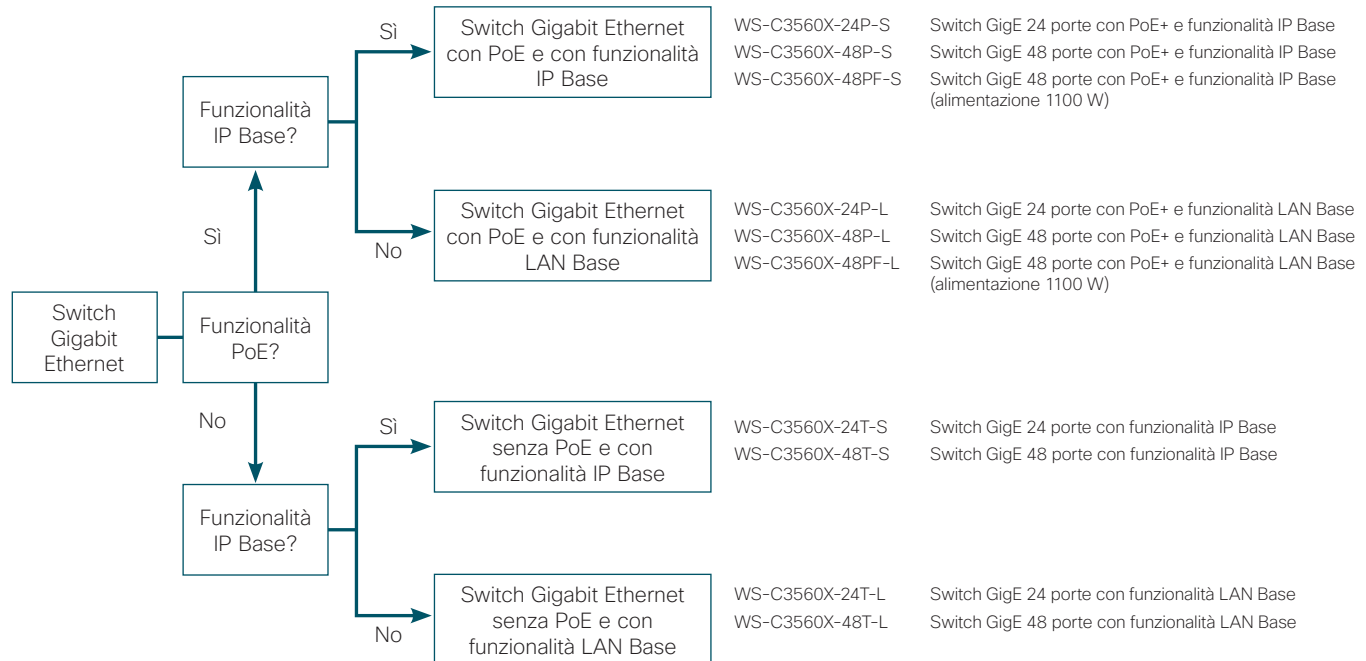 Sì
Switch Gigabit Ethernet
con PoE e con funzionalità
IP Base
WS-C3560X-24P-S Switch GigE 24 porte con PoE+ e funzionalità IP Base
WS-C3560X-48P-S Switch GigE 48 porte con PoE+ e funzionalità IP Base
WS-C3560X-48PF-S Switch GigE 48 porte con PoE+ e funzionalità IP Base
(alimentazione 1100 W)
Funzionalità
IP Base?
Sì
No
Switch Gigabit Ethernet
con PoE e con funzionalità
LAN Base
WS-C3560X-24P-L Switch GigE 24 porte con PoE+ e funzionalità LAN Base
WS-C3560X-48P-L Switch GigE 48 porte con PoE+ e funzionalità LAN Base
WS-C3560X-48PF-L Switch GigE 48 porte con PoE+ e funzionalità LAN Base
(alimentazione 1100 W)
Switch
Gigabit
Ethernet
Funzionalità
PoE?
No
Sì
Switch Gigabit Ethernet
senza PoE e con
funzionalità IP Base
WS-C3560X-24T-S Switch GigE 24 porte con funzionalità IP Base
WS-C3560X-48T-S Switch GigE 48 porte con funzionalità IP Base
Funzionalità
IP Base?
No
Switch Gigabit Ethernet
senza PoE e con
funzionalità LAN Base
WS-C3560X-24T-L Switch GigE 24 porte con funzionalità LAN Base
WS-C3560X-48T-L Switch GigE 48 porte con funzionalità LAN Base